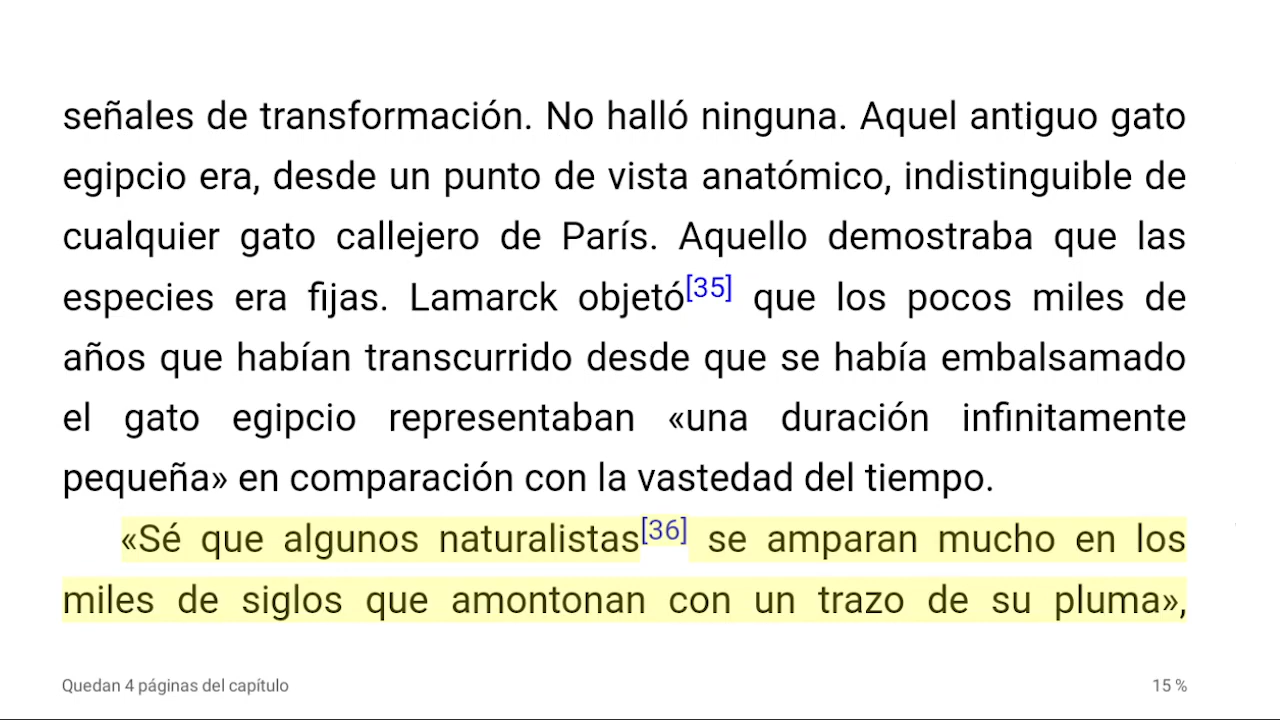 señales de transformación. No halló ninguna. Aquel antiguo gato
egipcio era, desde un punto de vista anatómico, indistinguible de
cualquier gato callejero de París. Aquello demostraba que las
especies era fijas. Lamarck objetó[35] que los pocos miles de
años que habían transcurrido desde que se había embalsamado
el gato egipcio representaban «una duración infinitamente
pequeña» en comparación con la vastedad del tiempo.
«Sé que algunos naturalistas[36] se amparan mucho en los
miles de siglos que amontonan con un trazo de su pluma»,
Quedan 4 páginas del capítulo 15 %